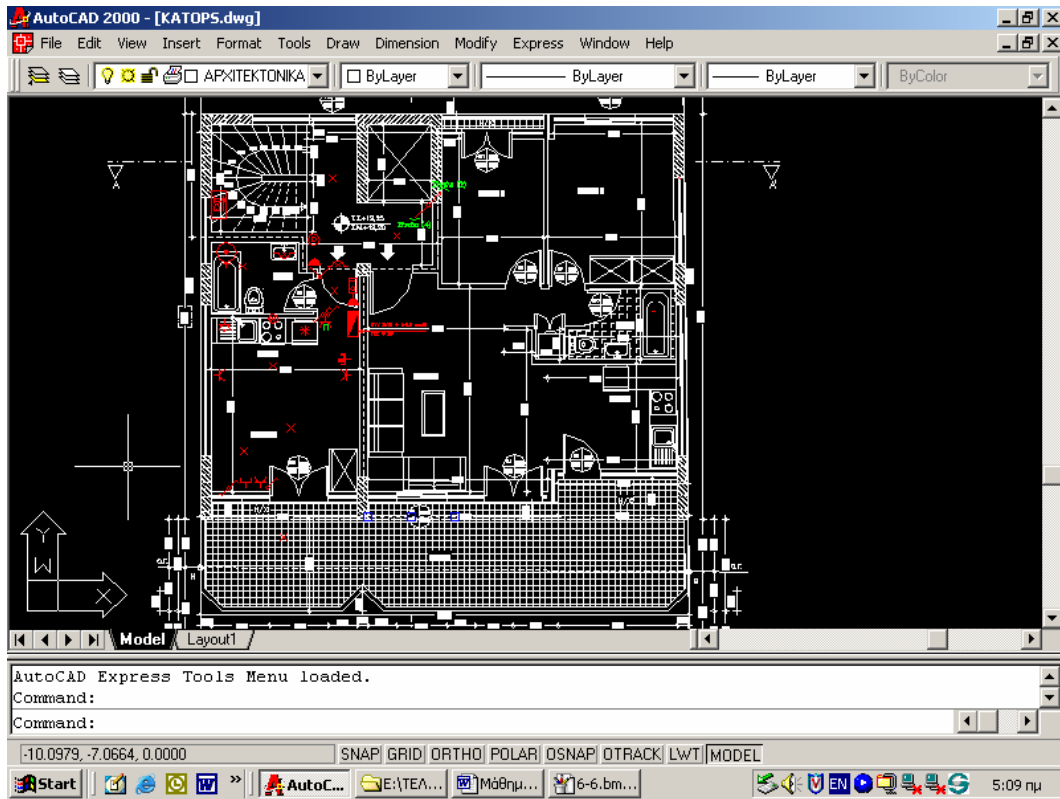 AutoCAD 2000 - [KATOPS.dwg]
File Edit View Insert Format Tools Draw Dimension Modify Express Window Help
ΑΡΧΙΤΕΚΤΟΝΙΚΑ ByLayer ByLayer ByLayer ByColor
A A
Y
W
X
Model Layout1
AutoCAD Express Tools Menu loaded.
Command:
Command:
-10.0979, -7.0664, 0.0000 SNAP GRID ORTHO POLAR OSNAP OTRACK LWT MODEL
Start » AutoC... E:\ΤΕΛ... Μάθημ... 6-6.bm... EN 5:09 πμ